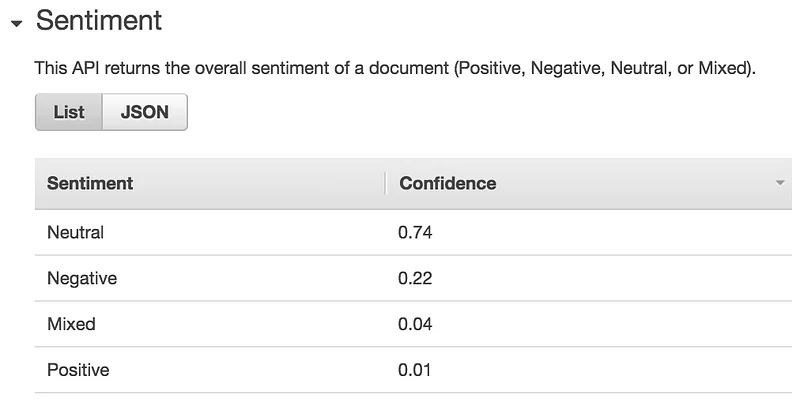 Sentiment
This API returns the overall sentiment of a document (Positive, Negative, Neutral, or Mixed).
List JSON
Sentiment Confidence
Neutral 0.74
Negative 0.22
Mixed 0.04
Positive 0.01